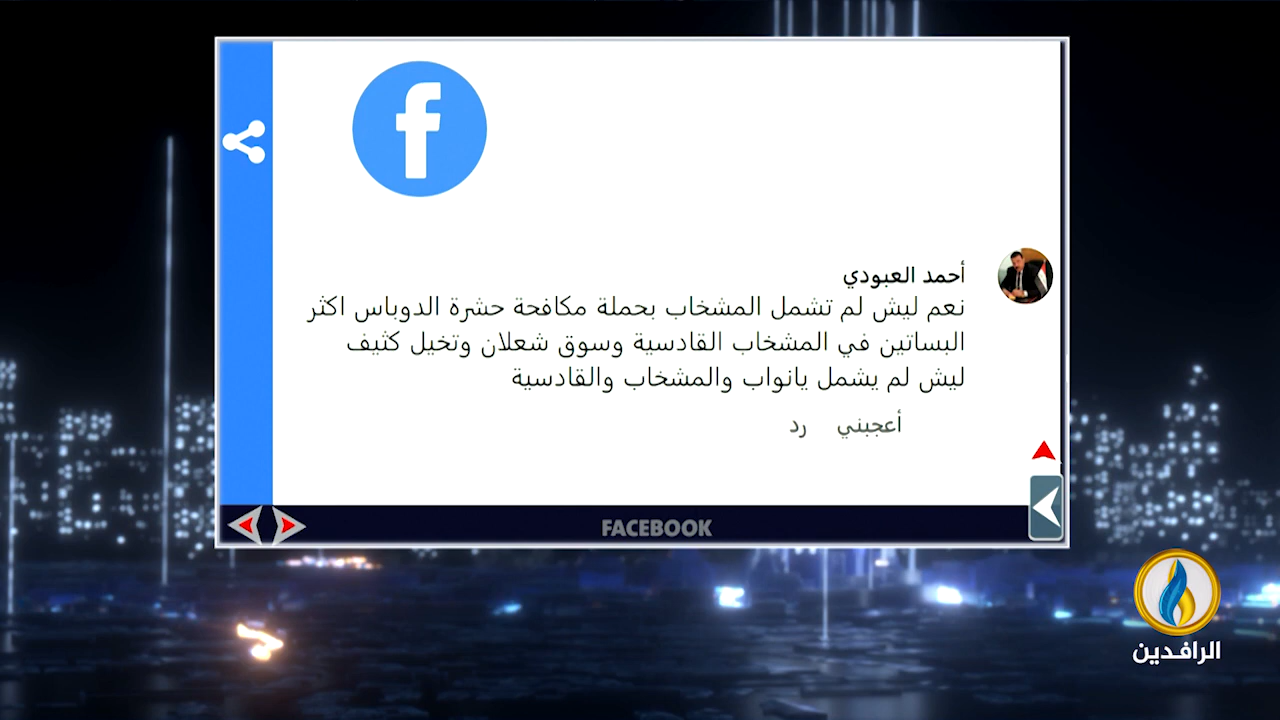 أحمد العبودي
نعم ليش لم تشمل المشخاب بحملة مكافحة حشرة الدوباس اكثر
البساتين في المشخاب القادسية وسوق شعلان وتخيل كثيف
ليش لم يشمل يانواب والمشخاب والقادسية
أعجبني رد
FACEBOOK
الرافدين